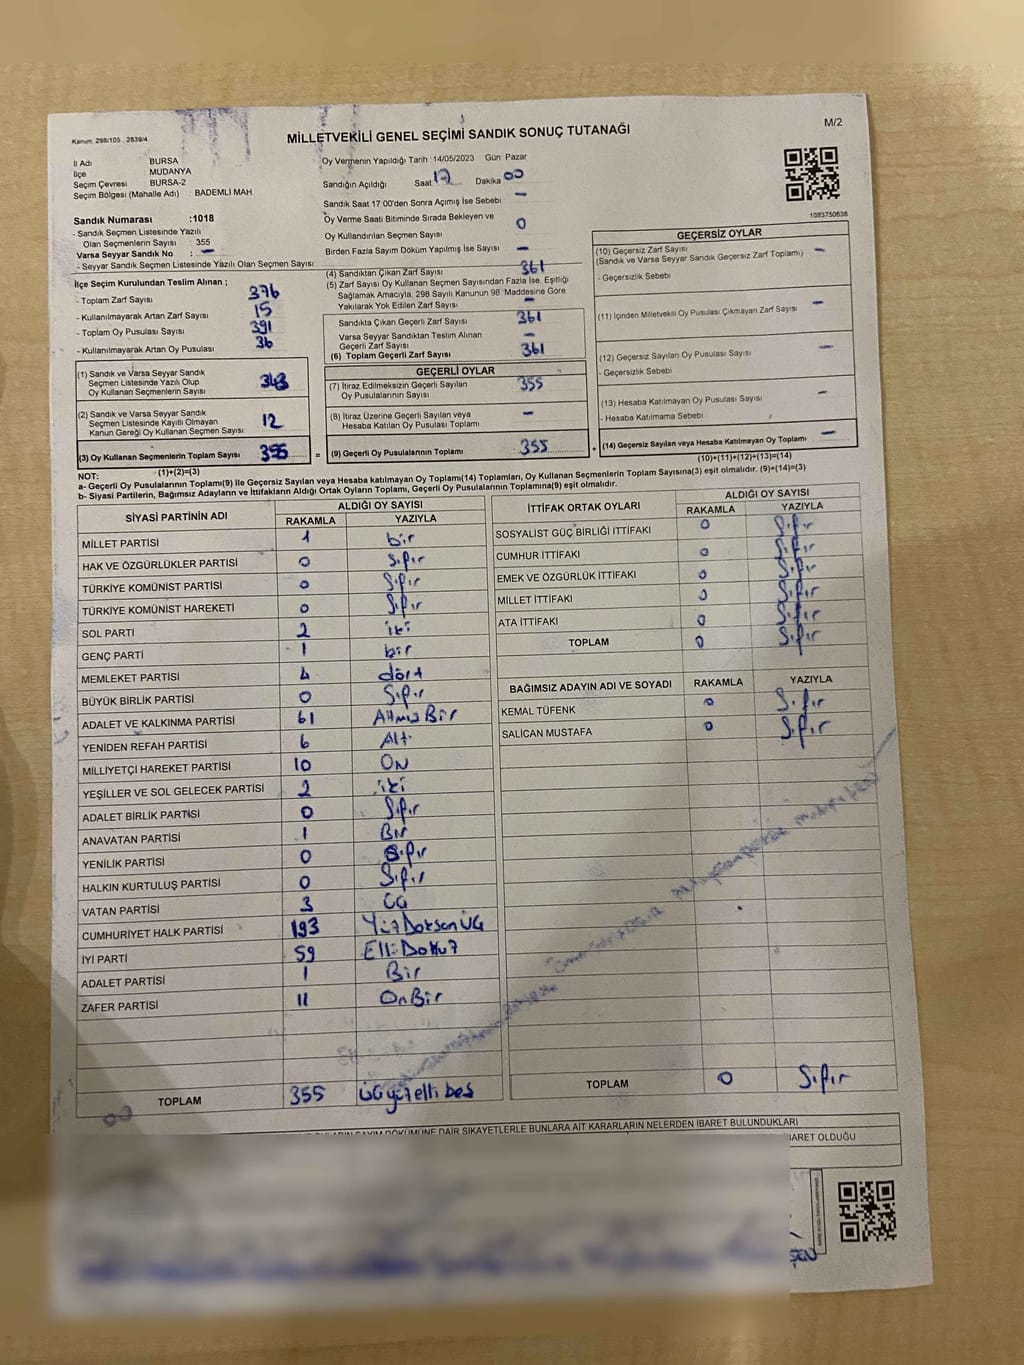 Kanun: 298/105, 2839/4
MİLLETVEKİLİ GENEL SEÇİMİ SANDIK SONUÇ TUTANAĞI
M/2
İl Adı BURSA
İlçe MUDANYA
Seçim Çevresi BURSA-2
Seçim Bölgesi (Mahalle Adı) : BADEMLİ MAH
Oy Vermenin Yapıldığı Tarih :14/05/2023 Gün Pazar
Sandığın Açıldığı Saat 17 Dakika 00
Sandık Saat 17:00'den Sonra Açımış İse Sebebi -
Oy Verme Saati Bitiminde Sırada Bekleyen ve
Oy Kullandırılan Seçmen Sayısı 0
Birden Fazla Sayım Döküm Yapılmış İse Sayısı -
1083750638
Sandık Numarası :1018
- Sandık Seçmen Listesinde Yazılı
Olan Seçmenlerin Sayısı 355
Varsa Seyyar Sandık No : -
- Seyyar Sandık Seçmen Listesinde Yazılı Olan Seçmen Sayısı
İlçe Seçim Kurulundan Teslim Alınan ;
- Toplam Zarf Sayısı 376
- Kullanılmayarak Artan Zarf Sayısı 15
- Toplam Oy Pusulası Sayısı 391
- Kullanılmayarak Artan Oy Pusulası 36
(1) Sandık ve Varsa Seyyar Sandık
Seçmen Listesinde Yazılı Olup
Oy Kullanan Seçmenlerin Sayısı 343
(2) Sandık ve Varsa Seyyar Sandık
Seçmen Listesinde Kayıtlı Olmayan
Kanun Gereği Oy Kullanan Seçmen Sayısı 12
(3) Oy Kullanan Seçmenlerin Toplam Sayısı 355 =
(1)+(2)=(3)
(4) Sandıktan Çıkan Zarf Sayısı 361
(5) Zarf Sayısı Oy Kullanan Seçmen Sayısından Fazla İse, Eşitliği
Sağlamak Amacıyla, 298 Sayılı Kanunun 98. Maddesine Göre
Yakılarak Yok Edilen Zarf Sayısı -
Sandıkta Çıkan Geçerli Zarf Sayısı 361
Varsa Seyyar Sandıktan Teslim Alınan
Geçerli Zarf Sayısı -
(6) Toplam Geçerli Zarf Sayısı 361
GEÇERLİ OYLAR
(7) İtiraz Edilmeksizin Geçerli Sayılan
Oy Pusulalarının Sayısı 355
(8) İtiraz Üzerine Geçerli Sayılan veya
Hesaba Katılan Oy Pusulası Toplamı -
(9) Geçerli Oy Pusulalarının Toplamı 355 +
GEÇERSİZ OYLAR
(10) Geçersiz Zarf Sayısı -
(Sandık ve Varsa Seyyar Sandık Geçersiz Zarf Toplamı)
- Geçersizlik Sebebi
(11) İçinden Milletvekili Oy Pusulası Çıkmayan Zarf Sayısı -
(12) Geçersiz Sayılan Oy Pusulası Sayısı -
- Geçersizlik Sebebi
(13) Hesaba Katılmayan Oy Pusulası Sayısı -
- Hesaba Katılmama Sebebi
(14) Geçersiz Sayılan veya Hesaba Katılmayan Oy Toplamı -
(10)+(11)+(12)+(13)=(14)
NOT:
a- Geçerli Oy Pusulalarının Toplamı(9) ile Geçersiz Sayılan veya Hesaba katılmayan Oy Toplamı(14) Toplamları, Oy Kullanan Seçmenlerin Toplam Sayısına(3) eşit olmalıdır. (9)+(14)=(3)
b- Siyasi Partilerin, Bağımsız Adayların ve İttifakların Aldığı Ortak Oyların Toplamı, Geçerli Oy Pusulalarının Toplamına(9) eşit olmalıdır.
SİYASİ PARTİNİN ADI ALDIĞI OY SAYISI
RAKAMLA YAZIYLA
MİLLET PARTİSİ 1 bir
HAK VE ÖZGÜRLÜKLER PARTİSİ 0 Sıfır
TÜRKİYE KOMÜNİST PARTİSİ 0 Sıfır
TÜRKİYE KOMÜNİST HAREKETİ 0 Sıfır
SOL PARTİ 2 iki
GENÇ PARTİ 1 bir
MEMLEKET PARTİSİ 4 dört
BÜYÜK BİRLİK PARTİSİ 0 Sıfır
ADALET VE KALKINMA PARTİSİ 61 Atmış Bir
YENİDEN REFAH PARTİSİ 6 Altı
MİLLİYETÇİ HAREKET PARTİSİ 10 ON
YEŞİLLER VE SOL GELECEK PARTİSİ 2 iki
ADALET BİRLİK PARTİSİ 0 Sıfır
ANAVATAN PARTİSİ 1 Bir
YENİLİK PARTİSİ 0 Sıfır
HALKIN KURTULUŞ PARTİSİ 0 Sıfır
VATAN PARTİSİ 3 ÜÇ
CUMHURİYET HALK PARTİSİ 193 Yüz Doksan Üç
İYİ PARTİ 59 Elli Dokuz
ADALET PARTİSİ 1 Bir
ZAFER PARTİSİ 11 On Bir
TOPLAM 355 üçyüzelli beş
İTTİFAK ORTAK OYLARI ALDIĞI OY SAYISI
RAKAMLA YAZIYLA
SOSYALİST GÜÇ BİRLİĞİ İTTİFAKI 0 Sıfır
CUMHUR İTTİFAKI 0 Sıfır
EMEK VE ÖZGÜRLÜK İTTİFAKI 0 Sıfır
MİLLET İTTİFAKI 0 Sıfır
ATA İTTİFAKI 0 Sıfır
TOPLAM 0 Sıfır
BAĞIMSIZ ADAYIN ADI VE SOYADI RAKAMLA YAZIYLA
KEMAL TÜFENK 0 Sıfır
SALİCAN MUSTAFA 0 Sıfır
TOPLAM 0 Sıfır
DÖKÜMÜNE DAİR ŞİKAYETLERLE BUNLARA AİT KARARLARIN NELERDEN İBARET BULUNDUKLARI
İBARET OLDUĞU